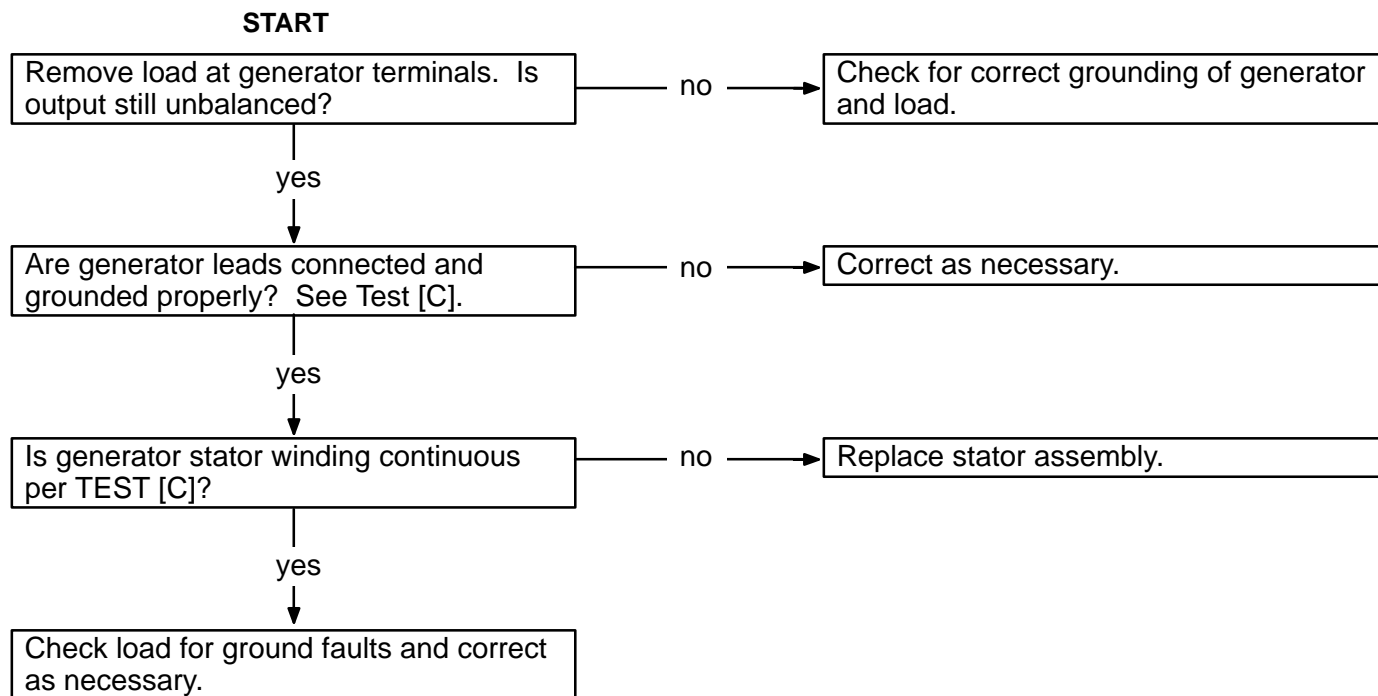 START
Remove load at generator terminals. Is
output still unbalanced?
no
Check for correct grounding of generator
and load.
yes
Are generator leads connected and
grounded properly? See Test [C].
no
Correct as necessary.
yes
Is generator stator winding continuous
per TEST [C]?
no
Replace stator assembly.
yes
Check load for ground faults and correct
as necessary.